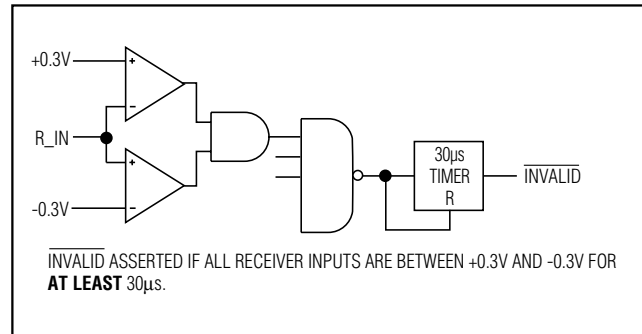 +0.3V
R_IN
-0.3V
+
-
+
-
30μs
TIMER
R
INVALID
INVALID ASSERTED IF ALL RECEIVER INPUTS ARE BETWEEN +0.3V AND -0.3V FOR
AT LEAST 30μs.